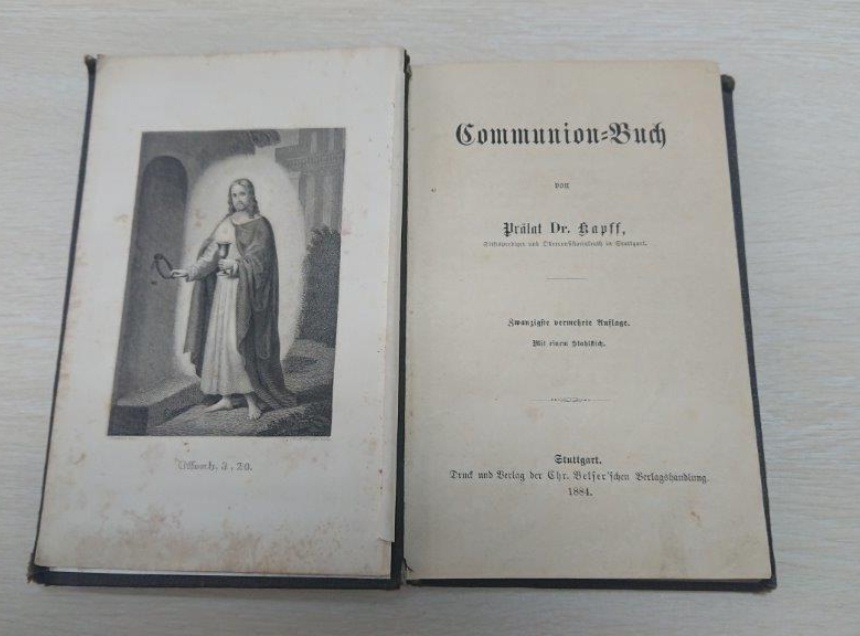 Offenb. 3, 20.
Communion=Buch
von
Prälat Dr. Kapff,
Stiftsprediger und Oberconsistorialrath in Stuttgart.
Zwanzigste vermehrte Auflage.
Mit einem Stahlstich.
Stuttgart.
Druck und Verlag der Chr. Belser'schen Verlagshandlung.
1884.